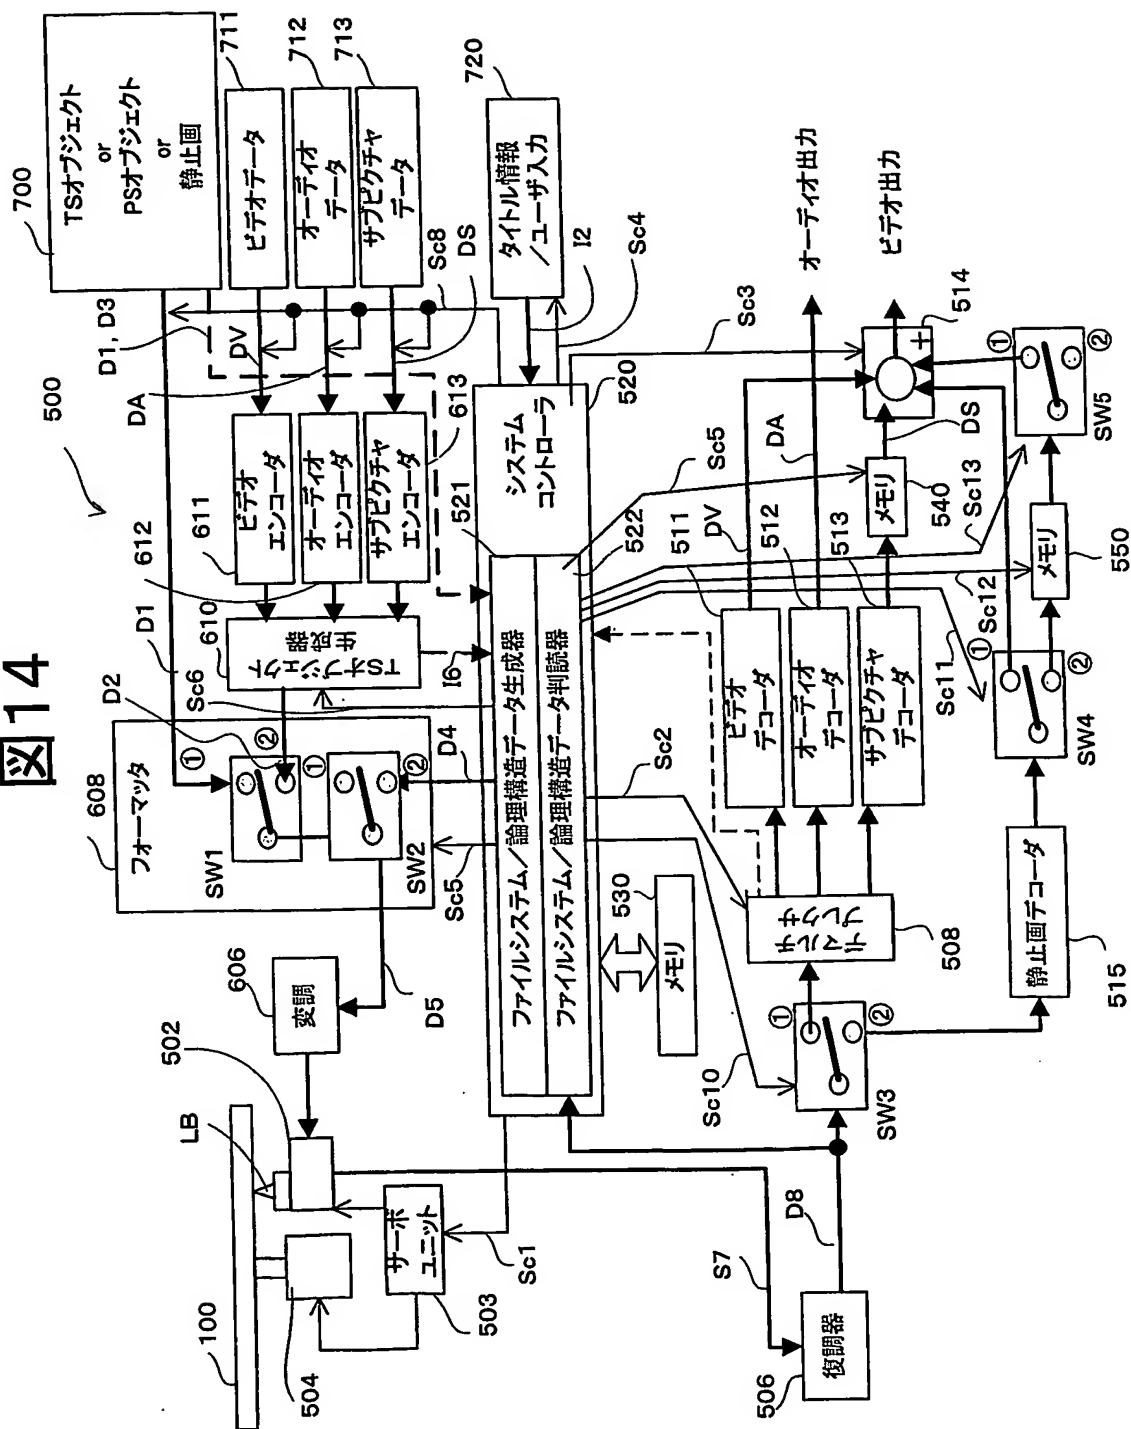 図14
500
700
TSオブジェクト
or
PSオブジェクト
or
静止画
711
ビデオデータ
712
オーディオ
データ
713
サブピクチャ
データ
D1, D3
DV
DA
DS
Sc8
720
タイトル情報
/ユーザ入力
I2
Sc4
608
フォーマッタ
SW1
①
②
SW2
①
②
D1
D2
D4
Sc5
Sc6
610
TSオブジェクト
生成器
I6
611
ビデオ
エンコーダ
612
オーディオ
エンコーダ
613
サブピクチャ
エンコーダ
606
変調
D5
502
LB
100
504
サーボ
ユニット
503
Sc1
システム
コントローラ
520
521
ファイルシステム/論理構造データ生成器
522
ファイルシステム/論理構造データ判読器
530
メモリ
S7
復調器
506
D8
Sc10
SW3
①
②
Sc2
デマルチ
プレクサ
508
511
ビデオ
デコーダ
512
オーディオ
デコーダ
513
サブピクチャ
デコーダ
DV
DA
Sc5
メモリ
540
DS
Sc3
514
+
オーディオ出力
ビデオ出力
静止画デコーダ
515
SW4
①
②
Sc11
Sc12
Sc13
メモリ
550
SW5
①
②